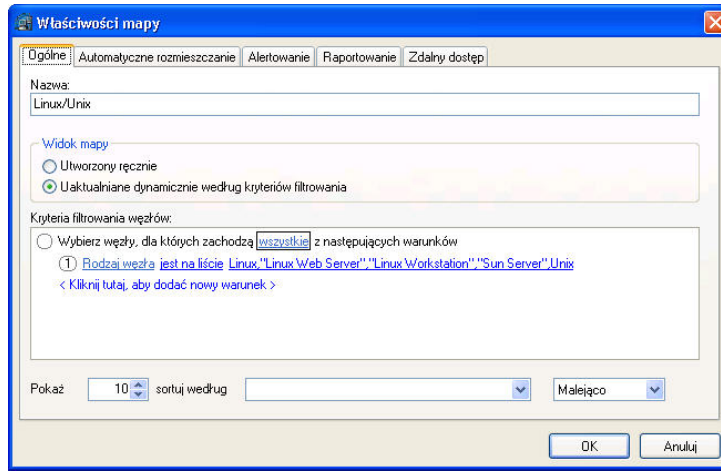 Właściwości mapy
Ogólne Automatyczne rozmieszczanie Alertowanie Raportowanie Zdalny dostęp
Nazwa:
Linux/Unix
Widok mapy
Utworzony ręcznie
Uaktualniane dynamicznie według kryteriów filtrowania
Kryteria filtrowania węzłów:
Wybierz węzły, dla których zachodzą wszystkie z następujących warunków
1 Rodzaj węzła jest na liście Linux,"Linux Web Server","Linux Workstation","Sun Server",Unix
< Kliknij tutaj, aby dodać nowy warunek >
Pokaż 10 sortuj według Malejąco
OK Anuluj